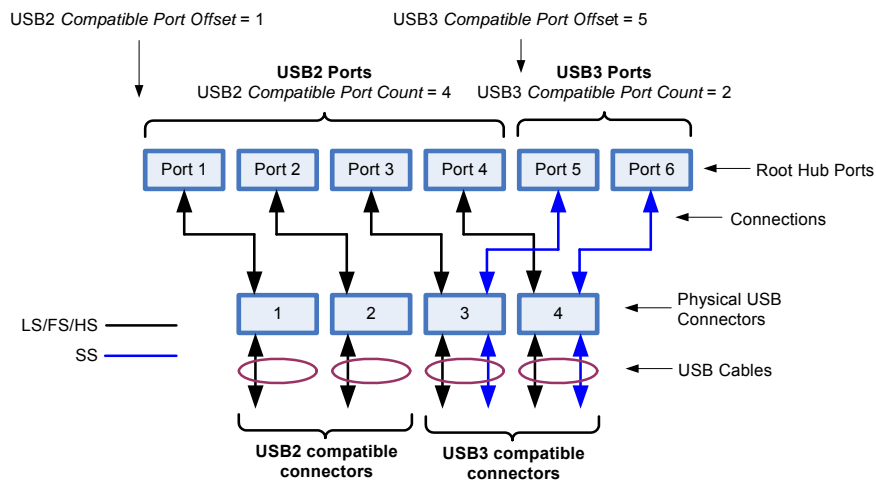 USB2 Compatible Port Offset = 1
USB3 Compatible Port Offset = 5
USB2 Ports
USB2 Compatible Port Count = 4
USB3 Ports
USB3 Compatible Port Count = 2
Port 1
Port 2
Port 3
Port 4
Port 5
Port 6
Root Hub Ports
Connections
1
2
3
4
Physical USB
Connectors
LS/FS/HS
SS
USB Cables
USB2 compatible
connectors
USB3 compatible
connectors